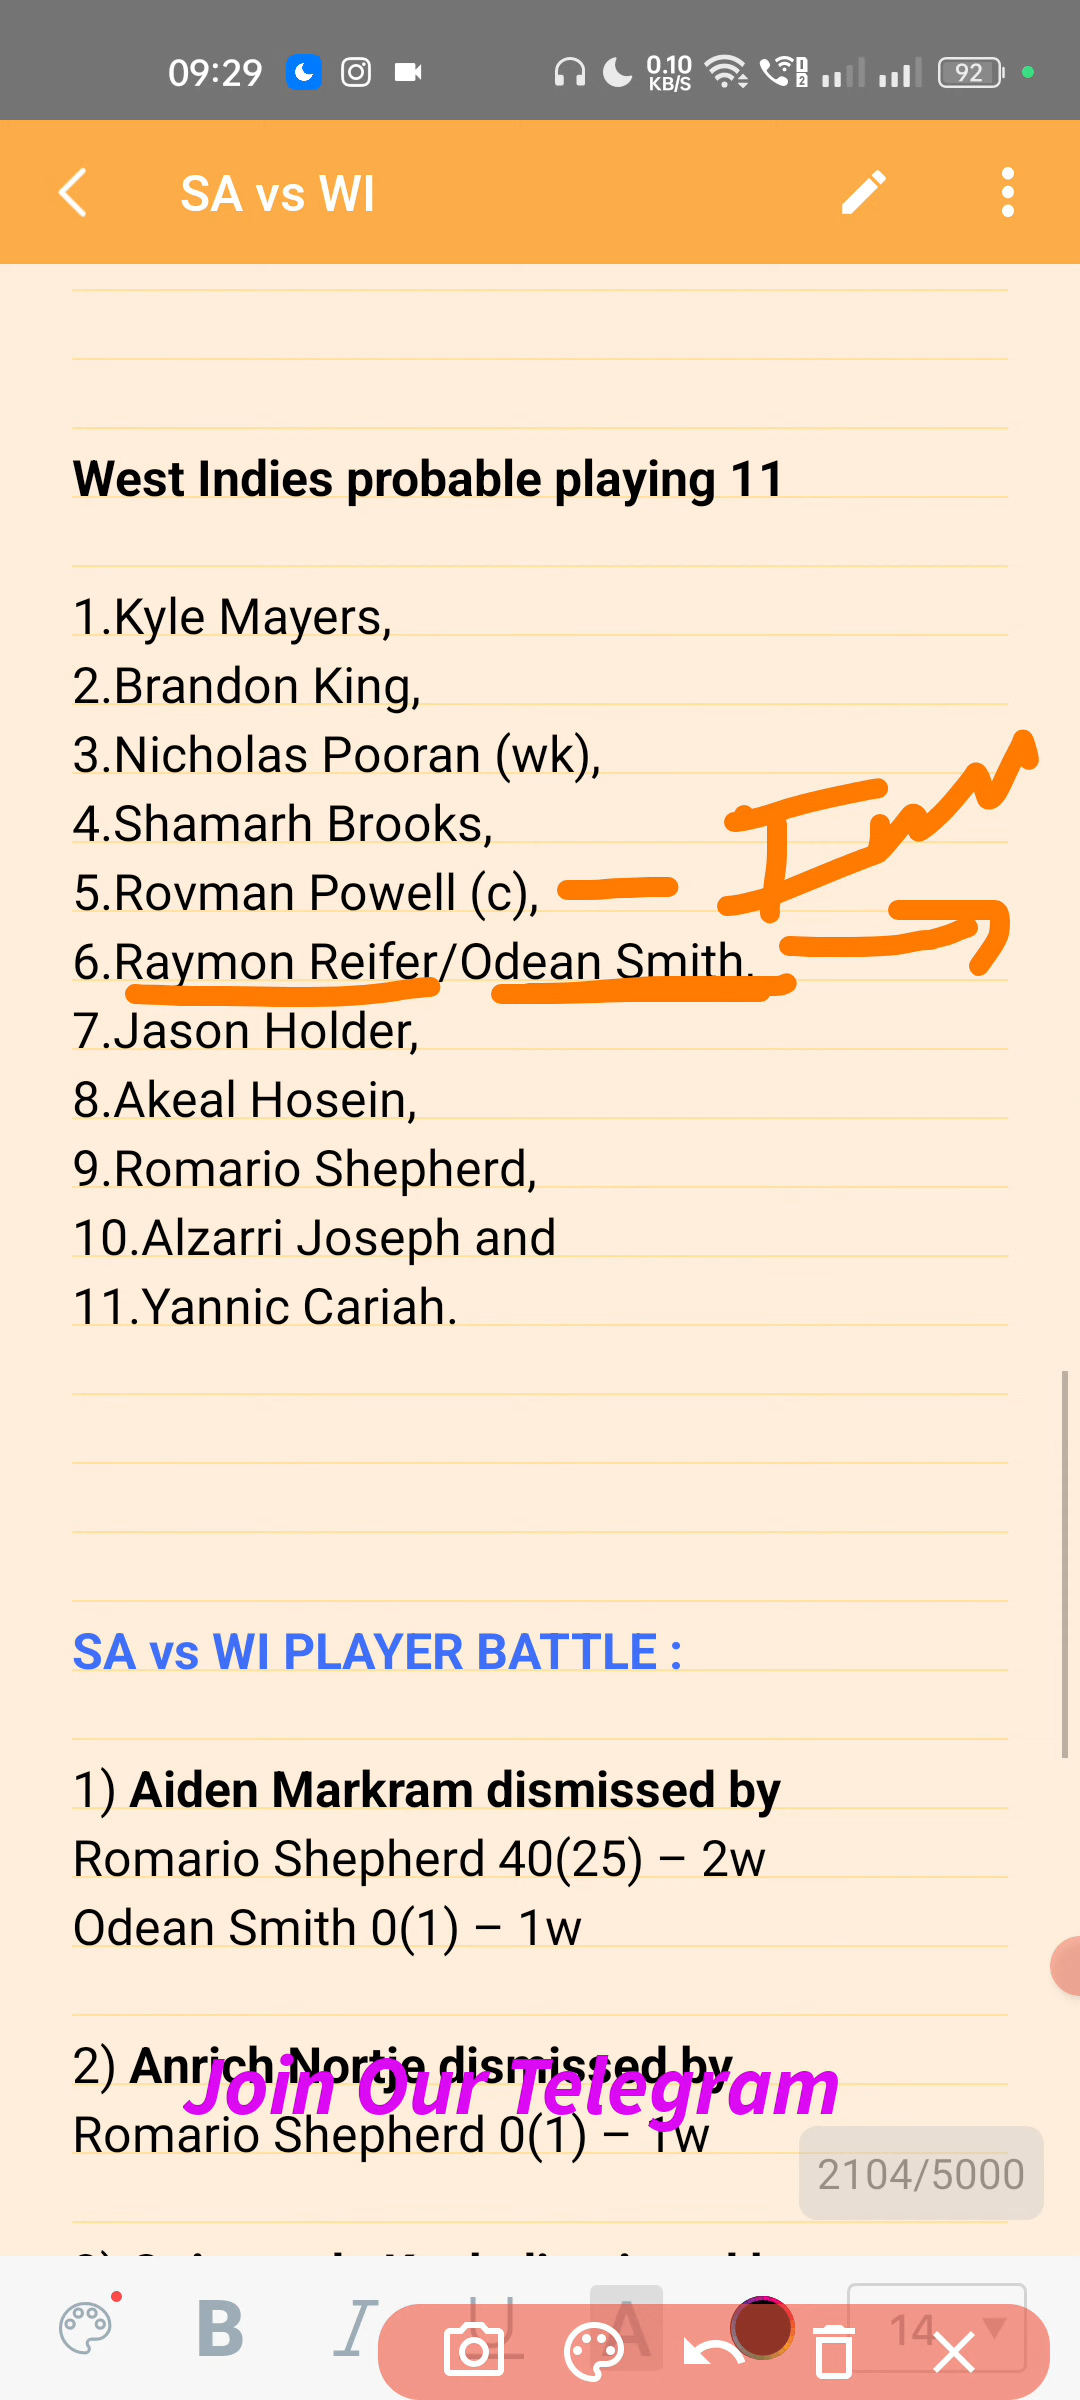 09:29
0.10
KB/S
1
2
92
SA vs WI
West Indies probable playing 11
1.Kyle Mayers,
2.Brandon King,
3.Nicholas Pooran (wk),
4.Shamarh Brooks,
5.Rovman Powell (c),
6.Raymon Reifer/Odean Smith.
7.Jason Holder,
8.Akeal Hosein,
9.Romario Shepherd,
10.Alzarri Joseph and
11.Yannic Cariah.
SA vs WI PLAYER BATTLE :
1) Aiden Markram dismissed by
Romario Shepherd 40(25) – 2w
Odean Smith 0(1) – 1w
2) Anrich Nortje dismissed by
Join Our Telegram
Romario Shepherd 0(1) – 1w
2104/5000
B
I
U
A
14